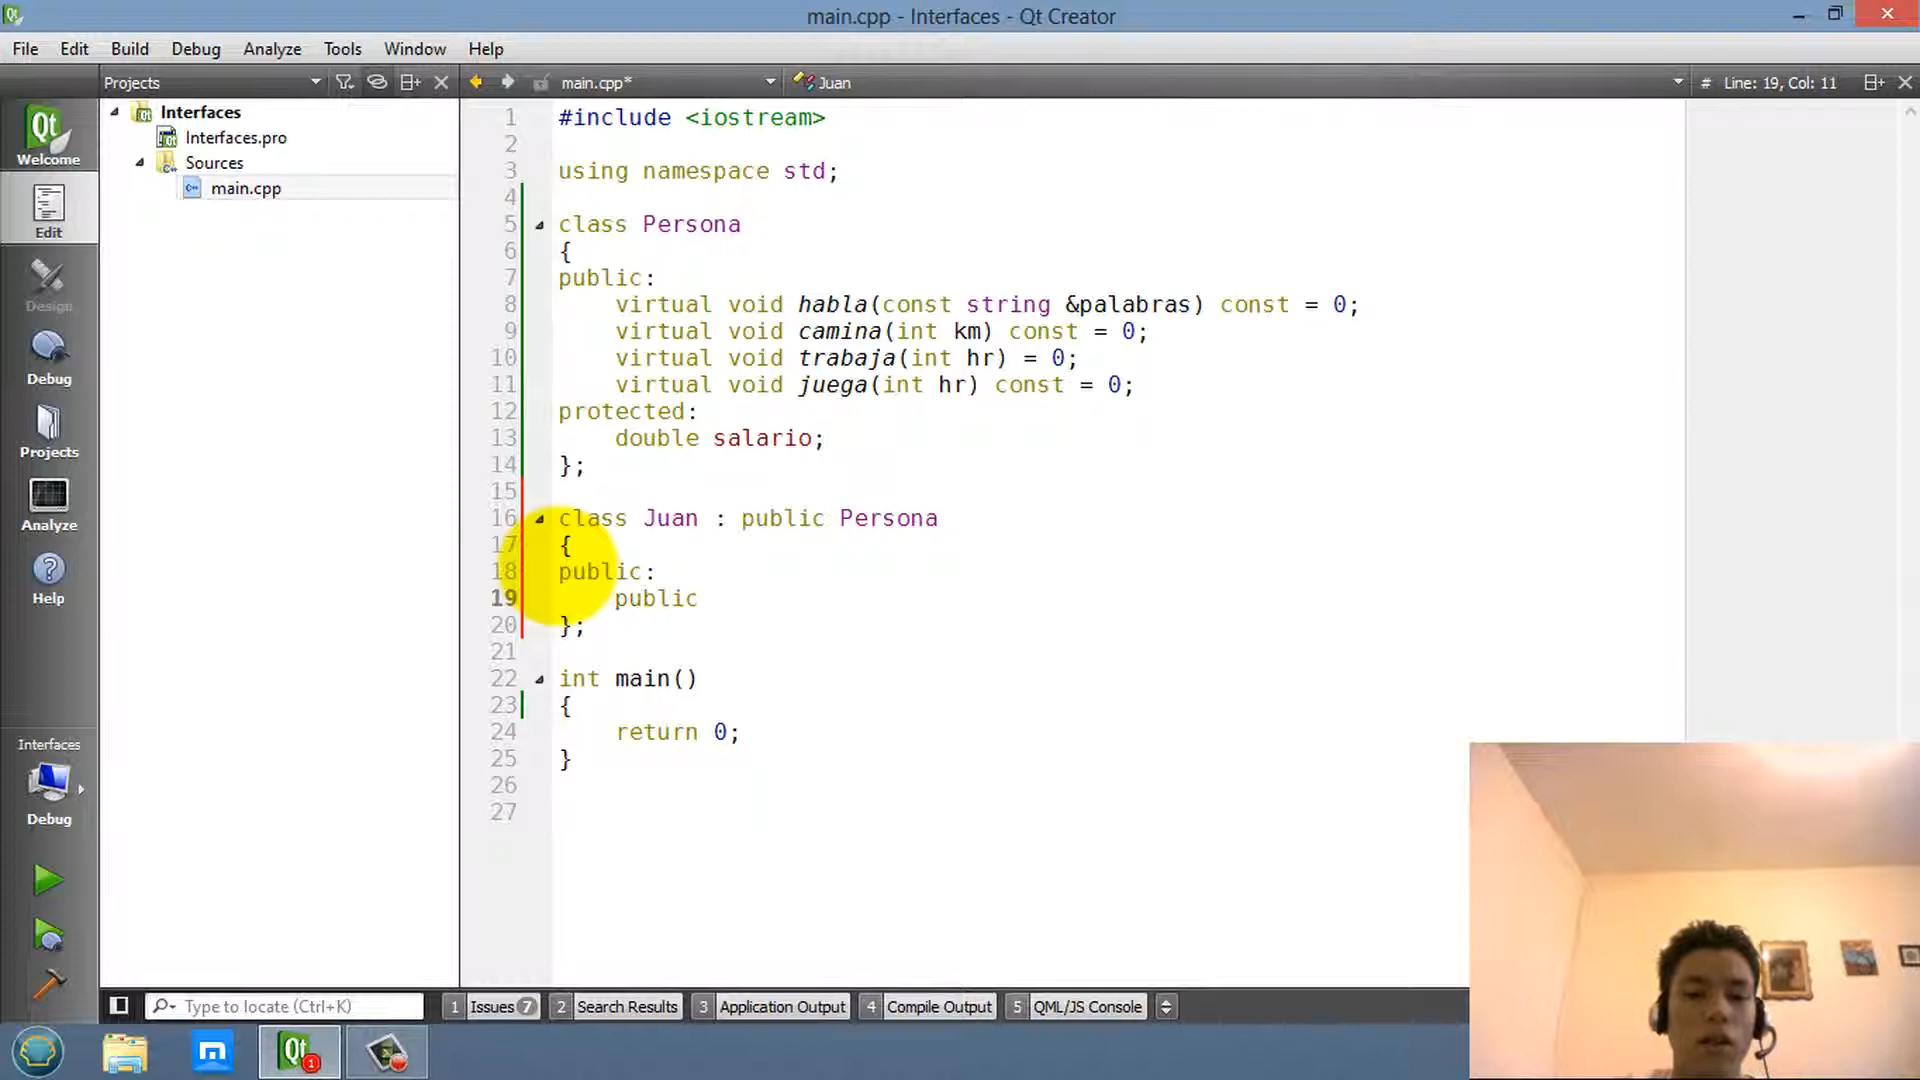 main.cpp - Interfaces - Qt Creator
File Edit Build Debug Analyze Tools Window Help
Projects main.cpp* Juan # Line: 19, Col: 11
Welcome
Edit
Design
Debug
Projects
Analyze
Help
Interfaces
Debug
Interfaces
Interfaces.pro
Sources
main.cpp
1 #include <iostream>
2
3 using namespace std;
4
5 class Persona
6 {
7 public:
8 virtual void habla(const string &palabras) const = 0;
9 virtual void camina(int km) const = 0;
10 virtual void trabaja(int hr) = 0;
11 virtual void juega(int hr) const = 0;
12 protected:
13 double salario;
14 };
15
16 class Juan : public Persona
17 {
18 public:
19 public
20 };
21
22 int main()
23 {
24 return 0;
25 }
26
27
Type to locate (Ctrl+K) 1 Issues 7 2 Search Results 3 Application Output 4 Compile Output 5 QML/JS Console